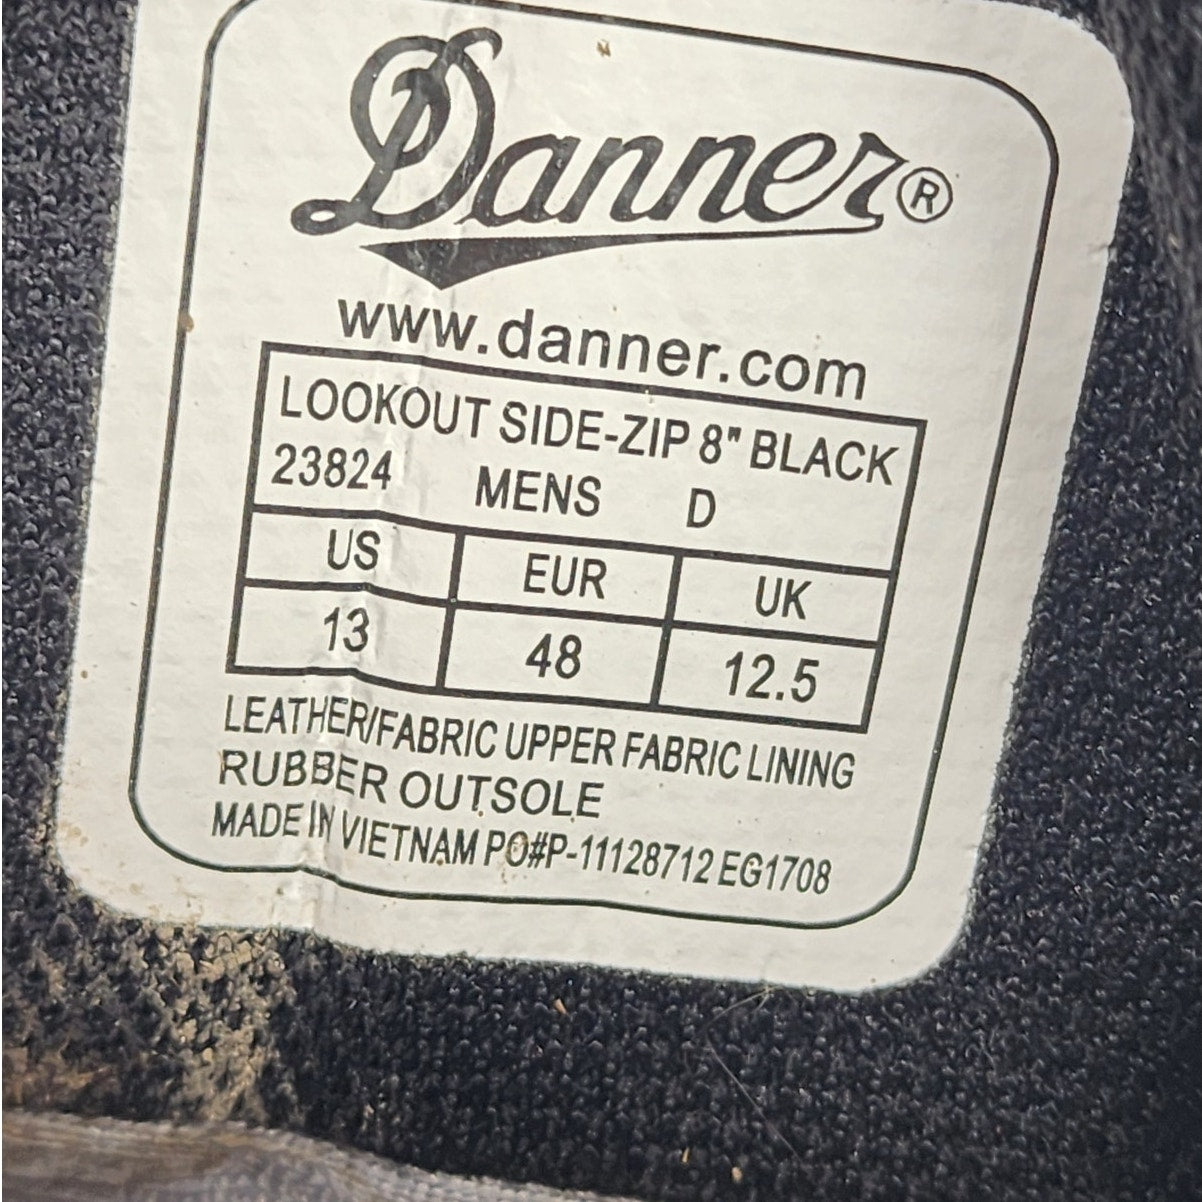 Danner®
www.danner.com
LOOKOUT SIDE-ZIP 8" BLACK
23824 MENS D
US EUR UK
13 48 12.5
LEATHER/FABRIC UPPER FABRIC LINING
RUBBER OUTSOLE
MADE IN VIETNAM PO#P-11128712 EG1708